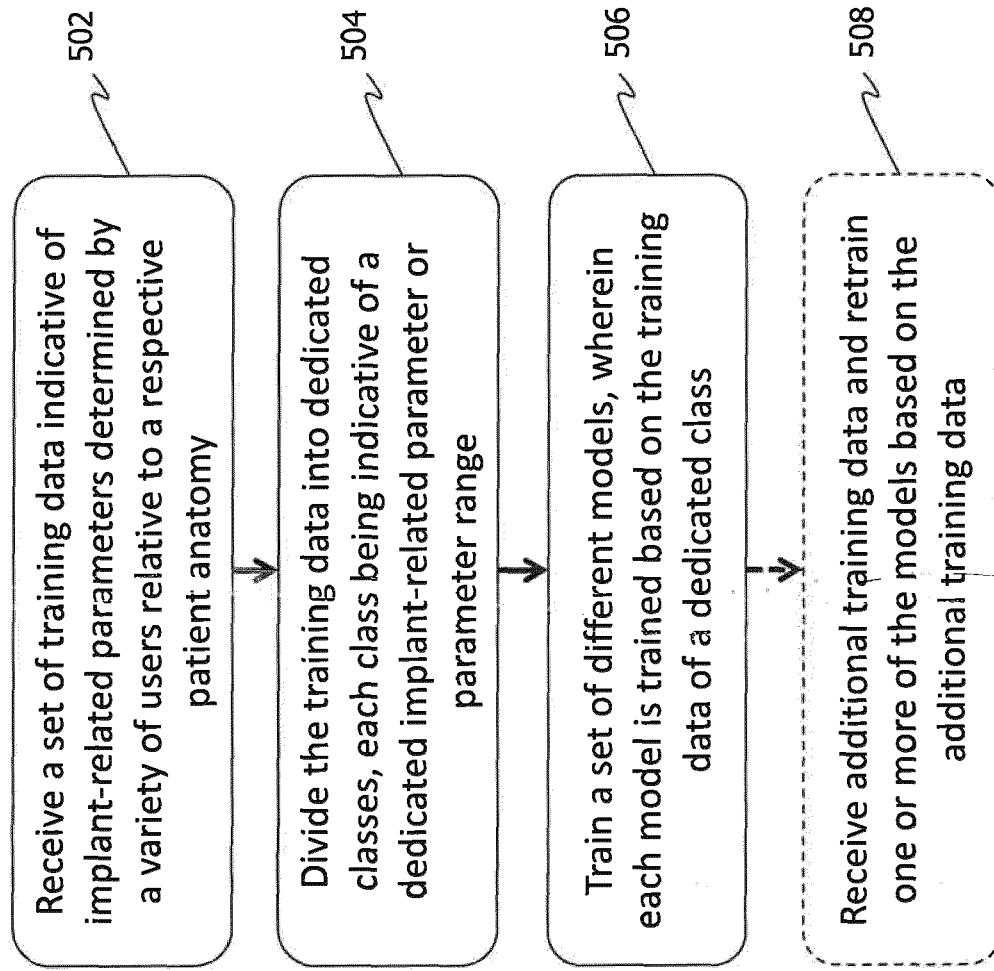 Receive a set of training data indicative of
implant-related parameters determined by
a variety of users relative to a respective
patient anatomy
502
Divide the training data into dedicated
classes, each class being indicative of a
dedicated implant-related parameter or
parameter range
504
Train a set of different models, wherein
each model is trained based on the training
data of a dedicated class
506
Receive additional training data and retrain
one or more of the models based on the
additional training data
508